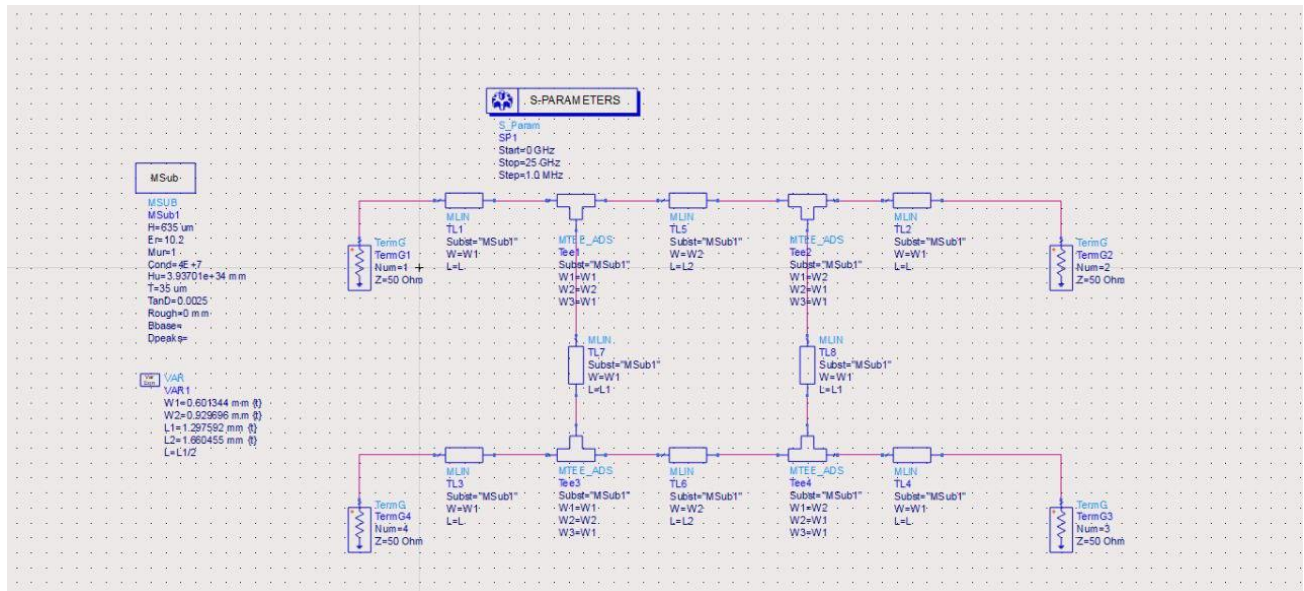 S-PARAMETERS
S_Param
SP1
Start=0 GHz
Stop=25 GHz
Step=1.0 MHz
MSub
MSUB
MSub1
H=635 um
Er=10.2
Mur=1
Cond=4E+7
Hu=3.93701e+34 mm
T=35 um
TanD=0.0025
Rough=0 mm
Bbase=
Dpeaks=
TermG
TermG1
Num=1
Z=50 Ohm
MLIN
TL1
Subst="MSub1"
W=W1
L=L
MTEE_ADS
Tee1
Subst="MSub1"
W1=W1
W2=W2
W3=W1
MLIN
TL5
Subst="MSub1"
W=W2
L=L2
MTEE_ADS
Tee2
Subst="MSub1"
W1=W2
W2=W1
W3=W1
MLIN
TL2
Subst="MSub1"
W=W1
L=L
TermG
TermG2
Num=2
Z=50 Ohm
MLIN
TL7
Subst="MSub1"
W=W1
L=L1
MLIN
TL8
Subst="MSub1"
W=W1
L=L1
Var
Eqn
VAR
VAR1
W1=0.601344 mm {t}
W2=0.929696 mm {t}
L1=1.297592 mm {t}
L2=1.660455 mm {t}
L=L1/2
TermG
TermG4
Num=4
Z=50 Ohm
MLIN
TL3
Subst="MSub1"
W=W1
L=L
MTEE_ADS
Tee3
Subst="MSub1"
W1=W1
W2=W2
W3=W1
MLIN
TL6
Subst="MSub1"
W=W2
L=L2
MTEE_ADS
Tee4
Subst="MSub1"
W1=W2
W2=W1
W3=W1
MLIN
TL4
Subst="MSub1"
W=W1
L=L
TermG
TermG3
Num=3
Z=50 Ohm